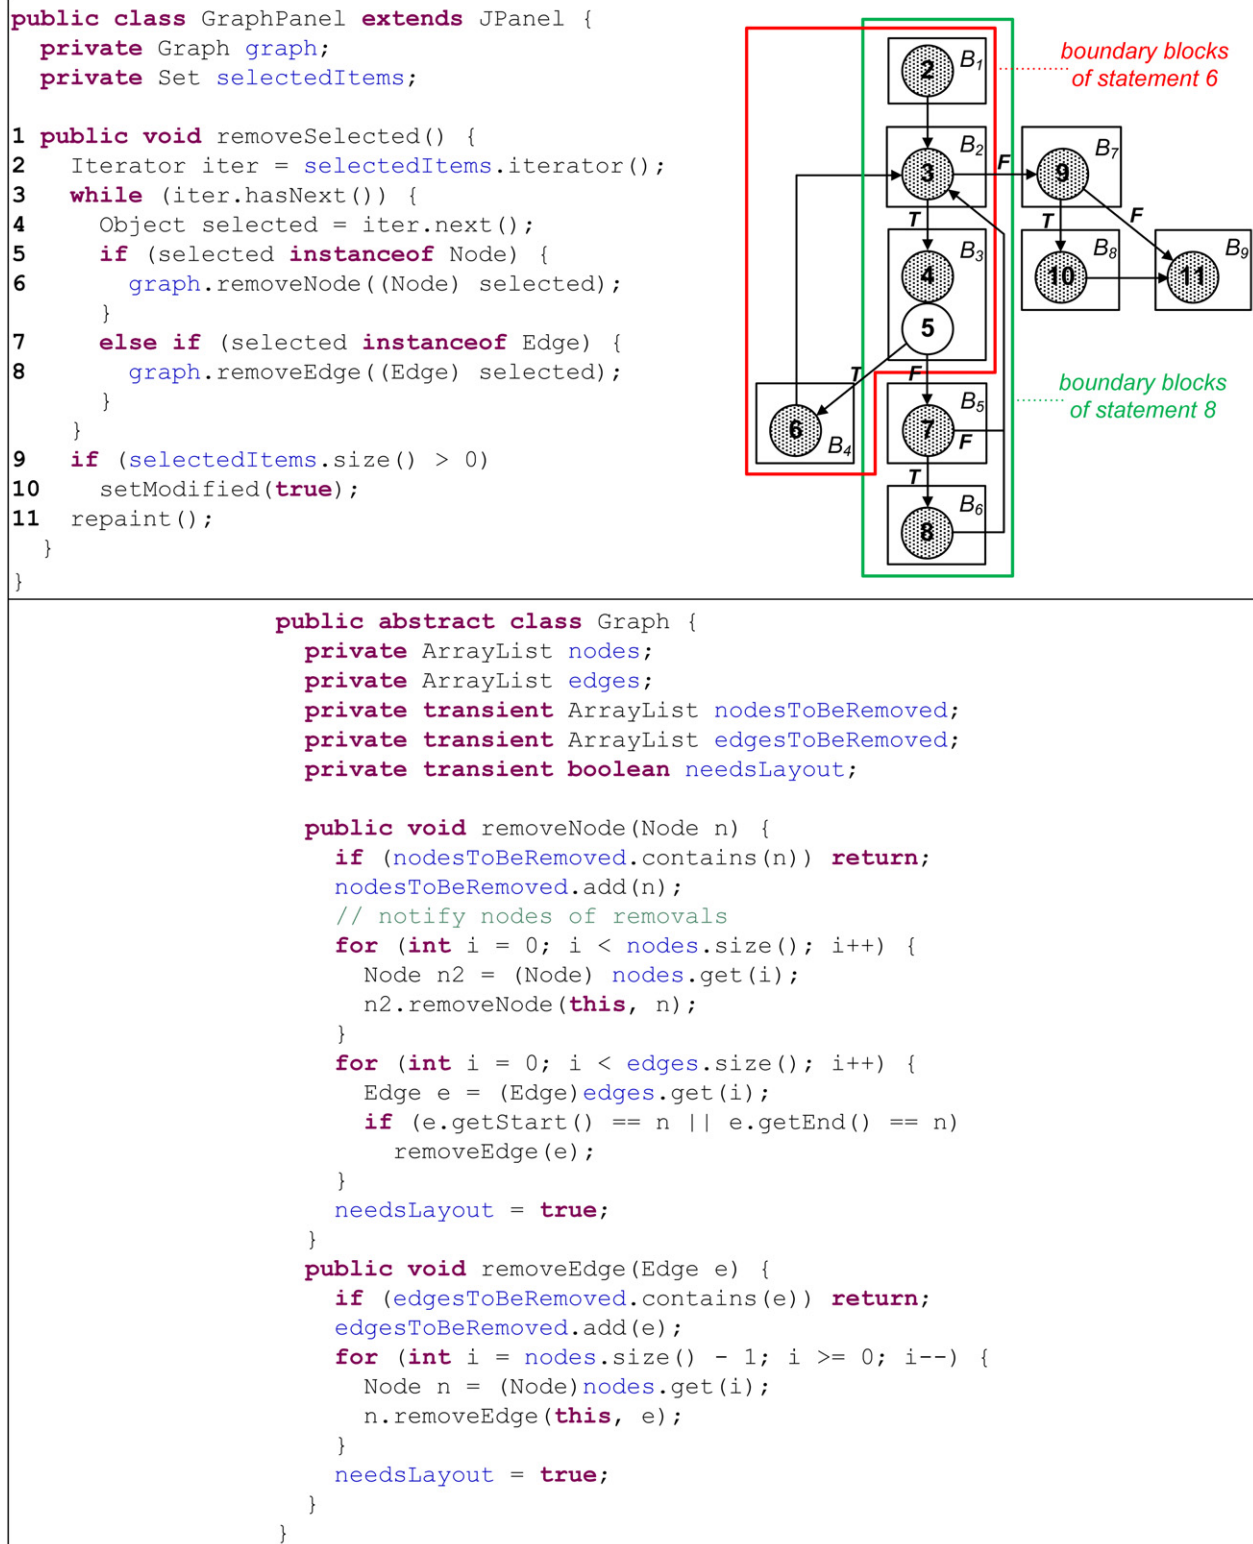 public class GraphPanel extends JPanel {
  private Graph graph;
  private Set selectedItems;
1 public void removeSelected() {
2   Iterator iter = selectedItems.iterator();
3   while (iter.hasNext()) {
4     Object selected = iter.next();
5     if (selected instanceof Node) {
6       graph.removeNode((Node) selected);
      }
7     else if (selected instanceof Edge) {
8       graph.removeEdge((Edge) selected);
      }
    }
9   if (selectedItems.size() > 0)
10     setModified(true);
11   repaint();
  }
}
boundary blocks
of statement 6
2 B1
3 B2
F
9 B7
T
T
F
4 B3
10 B8
11 B9
5
T
F
boundary blocks
of statement 8
6 B4
7 B5
F
T
8 B6
public abstract class Graph {
  private ArrayList nodes;
  private ArrayList edges;
  private transient ArrayList nodesToBeRemoved;
  private transient ArrayList edgesToBeRemoved;
  private transient boolean needsLayout;
  public void removeNode(Node n) {
    if (nodesToBeRemoved.contains(n)) return;
    nodesToBeRemoved.add(n);
    // notify nodes of removals
    for (int i = 0; i < nodes.size(); i++) {
      Node n2 = (Node) nodes.get(i);
      n2.removeNode(this, n);
    }
    for (int i = 0; i < edges.size(); i++) {
      Edge e = (Edge)edges.get(i);
      if (e.getStart() == n || e.getEnd() == n)
        removeEdge(e);
    }
    needsLayout = true;
  }
  public void removeEdge(Edge e) {
    if (edgesToBeRemoved.contains(e)) return;
    edgesToBeRemoved.add(e);
    for (int i = nodes.size() - 1; i >= 0; i--) {
      Node n = (Node)nodes.get(i);
      n.removeEdge(this, e);
    }
    needsLayout = true;
  }
}